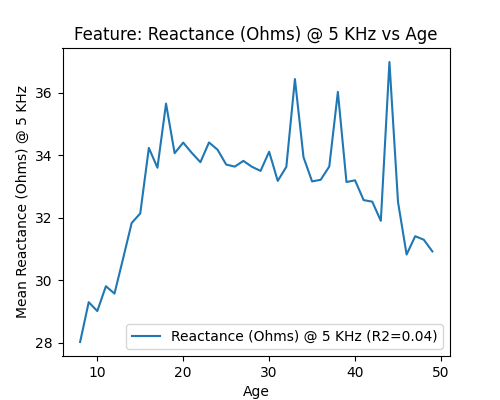 Feature: Reactance (Ohms) @ 5 KHz vs Age
Mean Reactance (Ohms) @ 5 KHz
36
34
32
30
28
Reactance (Ohms) @ 5 KHz (R2=0.04)
10 20 30 40 50
Age